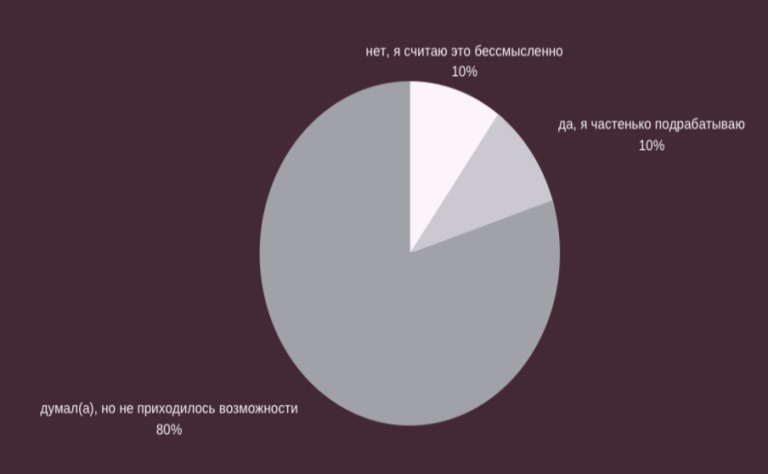 нет, я считаю это бессмысленно
10%
да, я частенько подрабатываю
10%
думал(а), но не приходилось возможности
80%